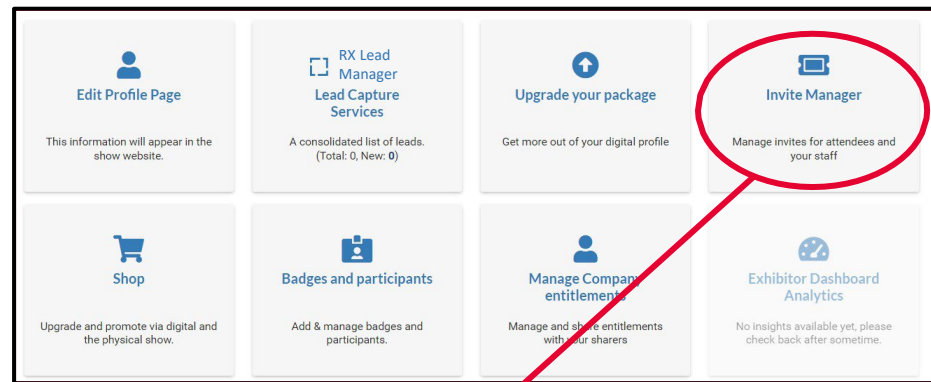 Edit Profile Page
This information will appear in the
show website.
RX Lead
Manager
Lead Capture
Services
A consolidated list of leads.
(Total: 0, New: 0)
Upgrade your package
Get more out of your digital profile
Invite Manager
Manage invites for attendees and
your staff
Shop
Upgrade and promote via digital and
the physical show.
Badges and participants
Add & manage badges and
participants.
Manage Company
entitlements
Manage and share entitlements
with your sharers
Exhibitor Dashboard
Analytics
No insights available yet, please
check back after sometime.